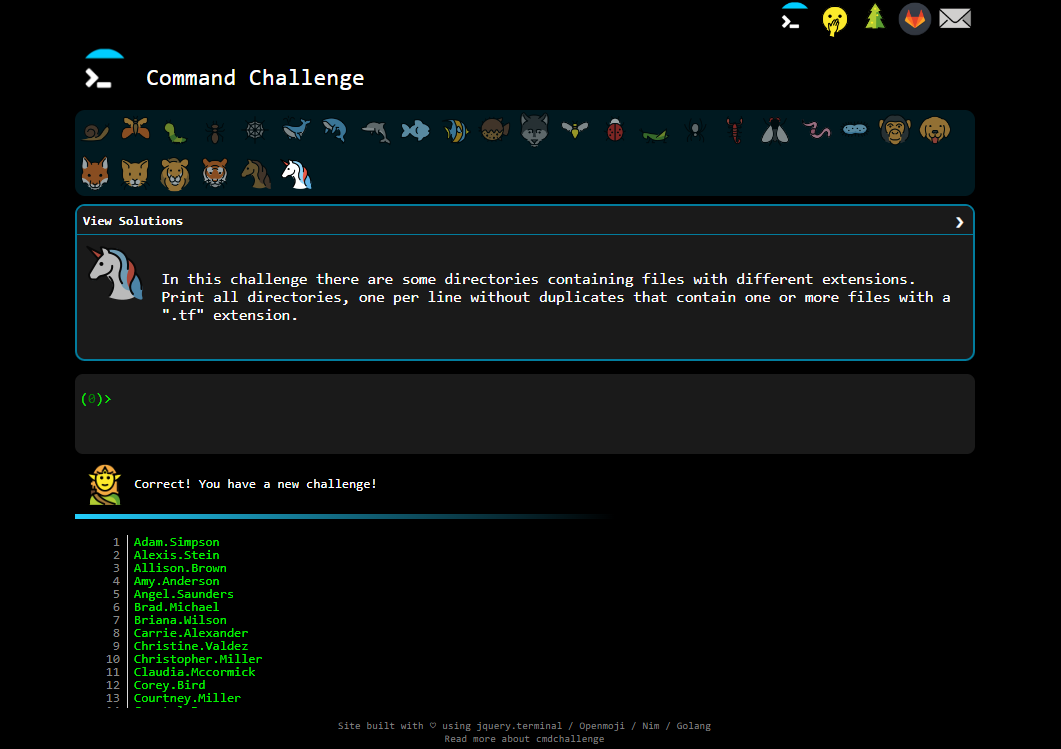 Command Challenge
View Solutions
In this challenge there are some directories containing files with different extensions.
Print all directories, one per line without duplicates that contain one or more files with a
".tf" extension.
(0)>
Correct! You have a new challenge!
1 Adam.Simpson
2 Alexis.Stein
3 Allison.Brown
4 Amy.Anderson
5 Angel.Saunders
6 Brad.Michael
7 Briana.Wilson
8 Carrie.Alexander
9 Christine.Valdez
10 Christopher.Miller
11 Claudia.Mccormick
12 Corey.Bird
13 Courtney.Miller
Site built with ♡ using jquery.terminal / Openmoji / Nim / Golang
Read more about cmdchallenge